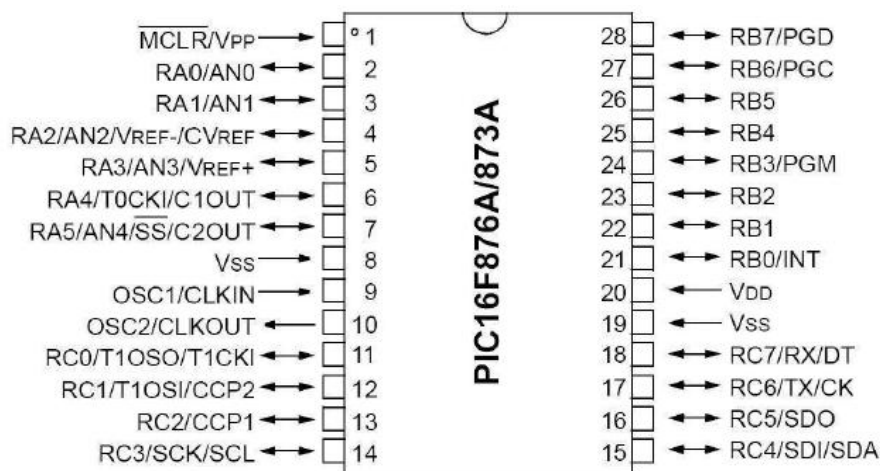 MCLR/VPP 1 28 RB7/PGD
RA0/AN0 2 27 RB6/PGC
RA1/AN1 3 26 RB5
RA2/AN2/VREF-/CVREF 4 25 RB4
RA3/AN3/VREF+ 5 24 RB3/PGM
RA4/T0CKI/C1OUT 6 23 RB2
RA5/AN4/SS/C2OUT 7 22 RB1
VSS 8 21 RB0/INT
OSC1/CLKIN 9 20 VDD
OSC2/CLKOUT 10 19 VSS
RC0/T1OSO/T1CKI 11 18 RC7/RX/DT
RC1/T1OSI/CCP2 12 17 RC6/TX/CK
RC2/CCP1 13 16 RC5/SDO
RC3/SCK/SCL 14 15 RC4/SDI/SDA
PIC16F876A/873A